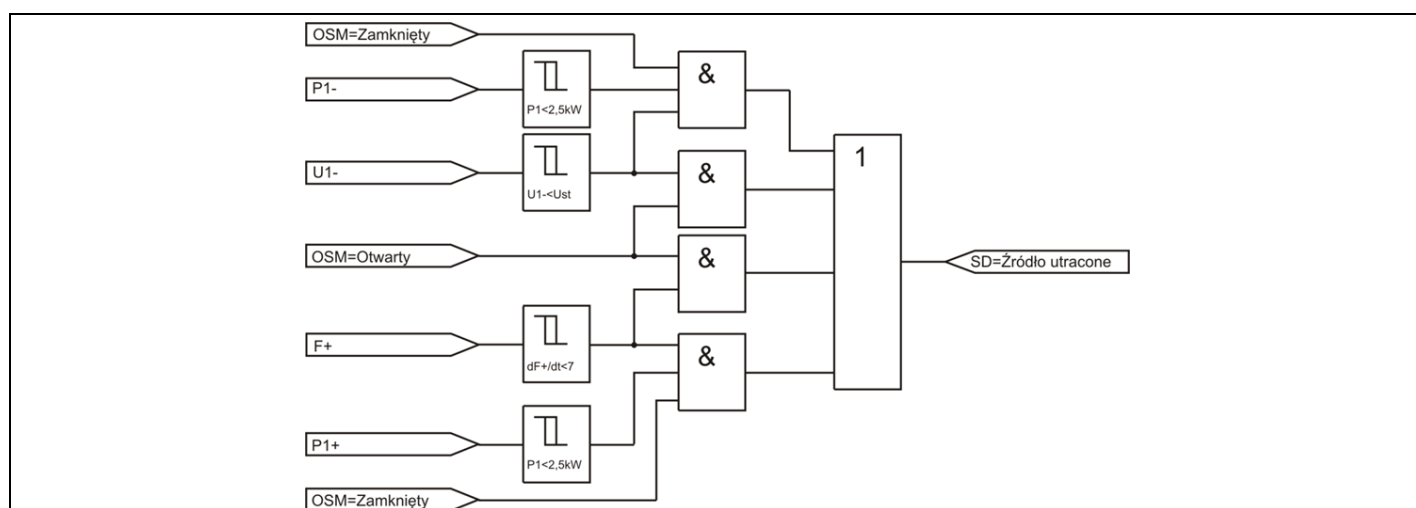 OSM=Zamknięty
&
P1-
P1<2,5kW
1
U1-
U1-<Ust
&
OSM=Otwarty
&
SD=Źródło utracone
F+
dF+/dt<7
&
P1+
P1<2,5kW
OSM=Zamknięty